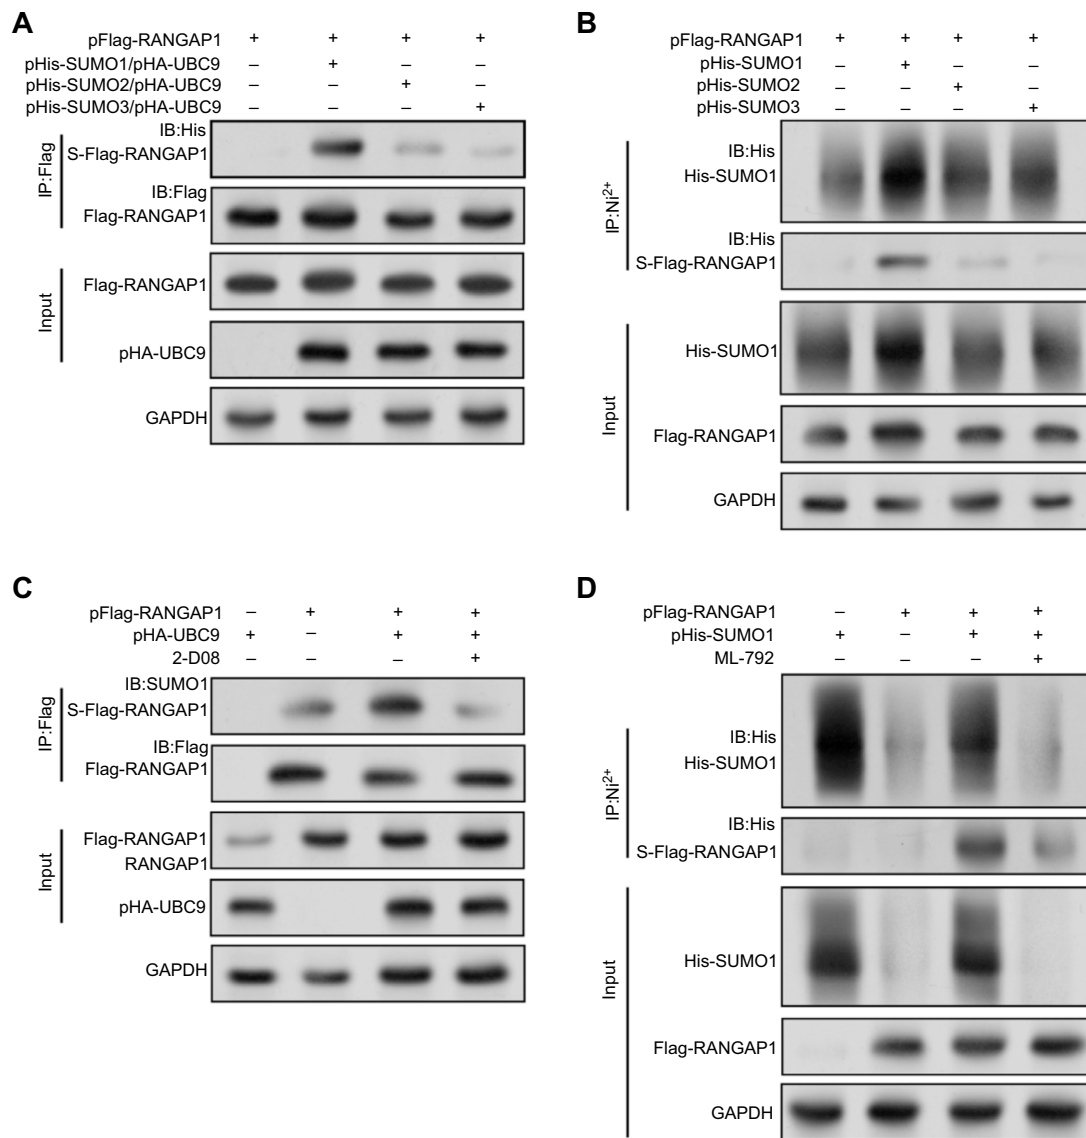 A
pFlag-RANGAP1 + + + +
pHis-SUMO1/pHA-UBC9 – + – –
pHis-SUMO2/pHA-UBC9 – – + –
pHis-SUMO3/pHA-UBC9 – – – +
IP:Flag
IB:His
S-Flag-RANGAP1
IB:Flag
Flag-RANGAP1
Input
Flag-RANGAP1
pHA-UBC9
GAPDH
B
pFlag-RANGAP1 + + + +
pHis-SUMO1 – + – –
pHis-SUMO2 – – + –
pHis-SUMO3 – – – +
IP:Ni2+
IB:His
His-SUMO1
IB:His
S-Flag-RANGAP1
Input
His-SUMO1
Flag-RANGAP1
GAPDH
C
pFlag-RANGAP1 – + + +
pHA-UBC9 + – + +
2-D08 – – – +
IP:Flag
IB:SUMO1
S-Flag-RANGAP1
IB:Flag
Flag-RANGAP1
Input
Flag-RANGAP1
RANGAP1
pHA-UBC9
GAPDH
D
pFlag-RANGAP1 – + + +
pHis-SUMO1 + – + +
ML-792 – – – +
IP:Ni2+
IB:His
His-SUMO1
IB:His
S-Flag-RANGAP1
Input
His-SUMO1
Flag-RANGAP1
GAPDH